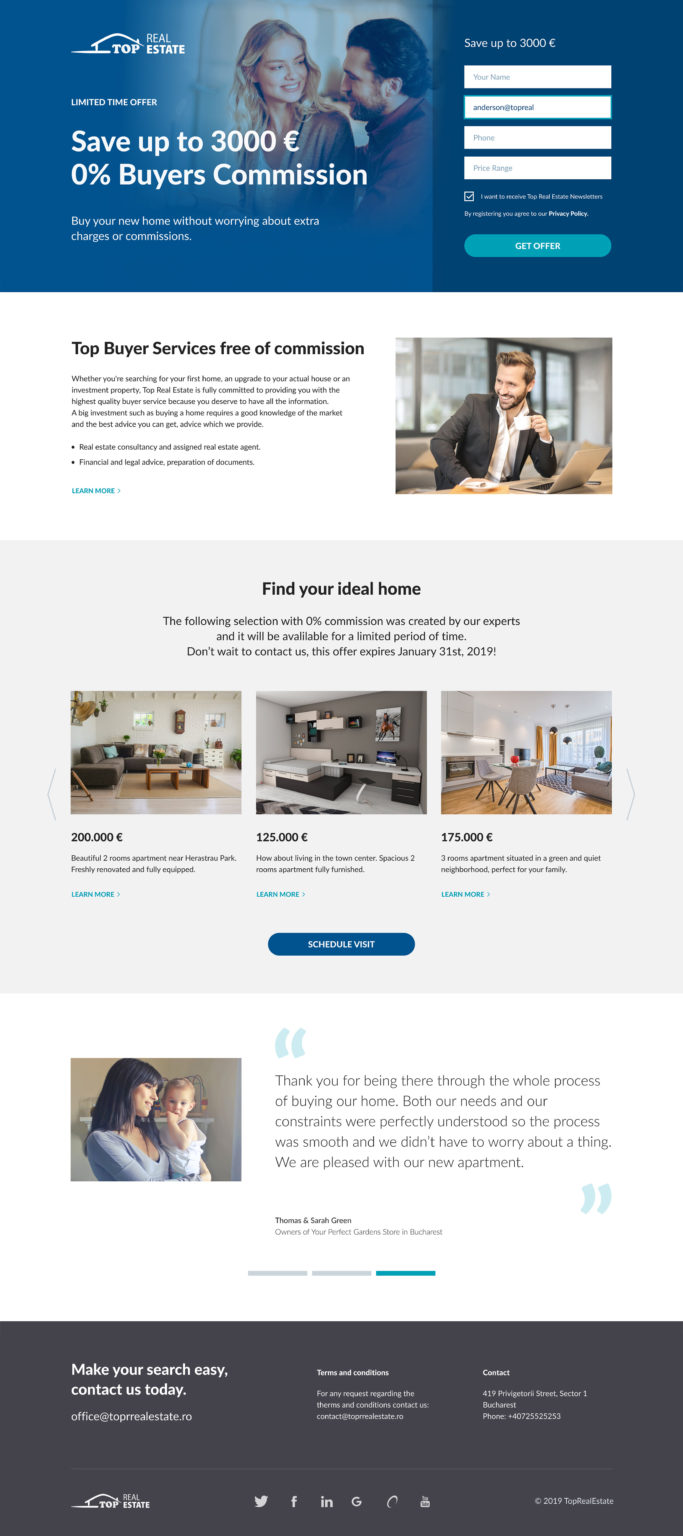 TOP REAL ESTATE
LIMITED TIME OFFER
Save up to 3000 €
0% Buyers Commission
Buy your new home without worrying about extra
charges or commissions.
Save up to 3000 €
Your Name
anderson@topreal
Phone
Price Range
I want to receive Top Real Estate Newsletters
By registering you agree to our Privacy Policy.
GET OFFER
Top Buyer Services free of commission
Whether you're searching for your first home, an upgrade to your actual house or an
investment property, Top Real Estate is fully committed to providing you with the
highest quality buyer service because you deserve to have all the information.
A big investment such as buying a home requires a good knowledge of the market
and the best advice you can get, advice which we provide.
• Real estate consultancy and assigned real estate agent.
• Financial and legal advice, preparation of documents.
LEARN MORE >
Find your ideal home
The following selection with 0% commission was created by our experts
and it will be avalilable for a limited period of time.
Don't wait to contact us, this offer expires January 31st, 2019!
200.000 €
Beautiful 2 rooms apartment near Herastrau Park.
Freshly renovated and fully equipped.
LEARN MORE >
125.000 €
How about living in the town center. Spacious 2
rooms apartment fully furnished.
LEARN MORE >
175.000 €
3 rooms apartment situated in a green and quiet
neighborhood, perfect for your family.
LEARN MORE >
SCHEDULE VISIT
“
Thank you for being there through the whole process
of buying our home. Both our needs and our
constraints were perfectly understood so the process
was smooth and we didn't have to worry about a thing.
We are pleased with our new apartment.
”
Thomas & Sarah Green
Owners of Your Perfect Gardens Store in Bucharest
Make your search easy,
contact us today.
office@toprrealestate.ro
Terms and conditions
For any request regarding the
therms and conditions contact us:
contact@toprrealestate.ro
Contact
419 Privigetorii Street, Sector 1
Bucharest
Phone: +40725525253
TOP REAL ESTATE
You Tube
© 2019 TopRealEstate